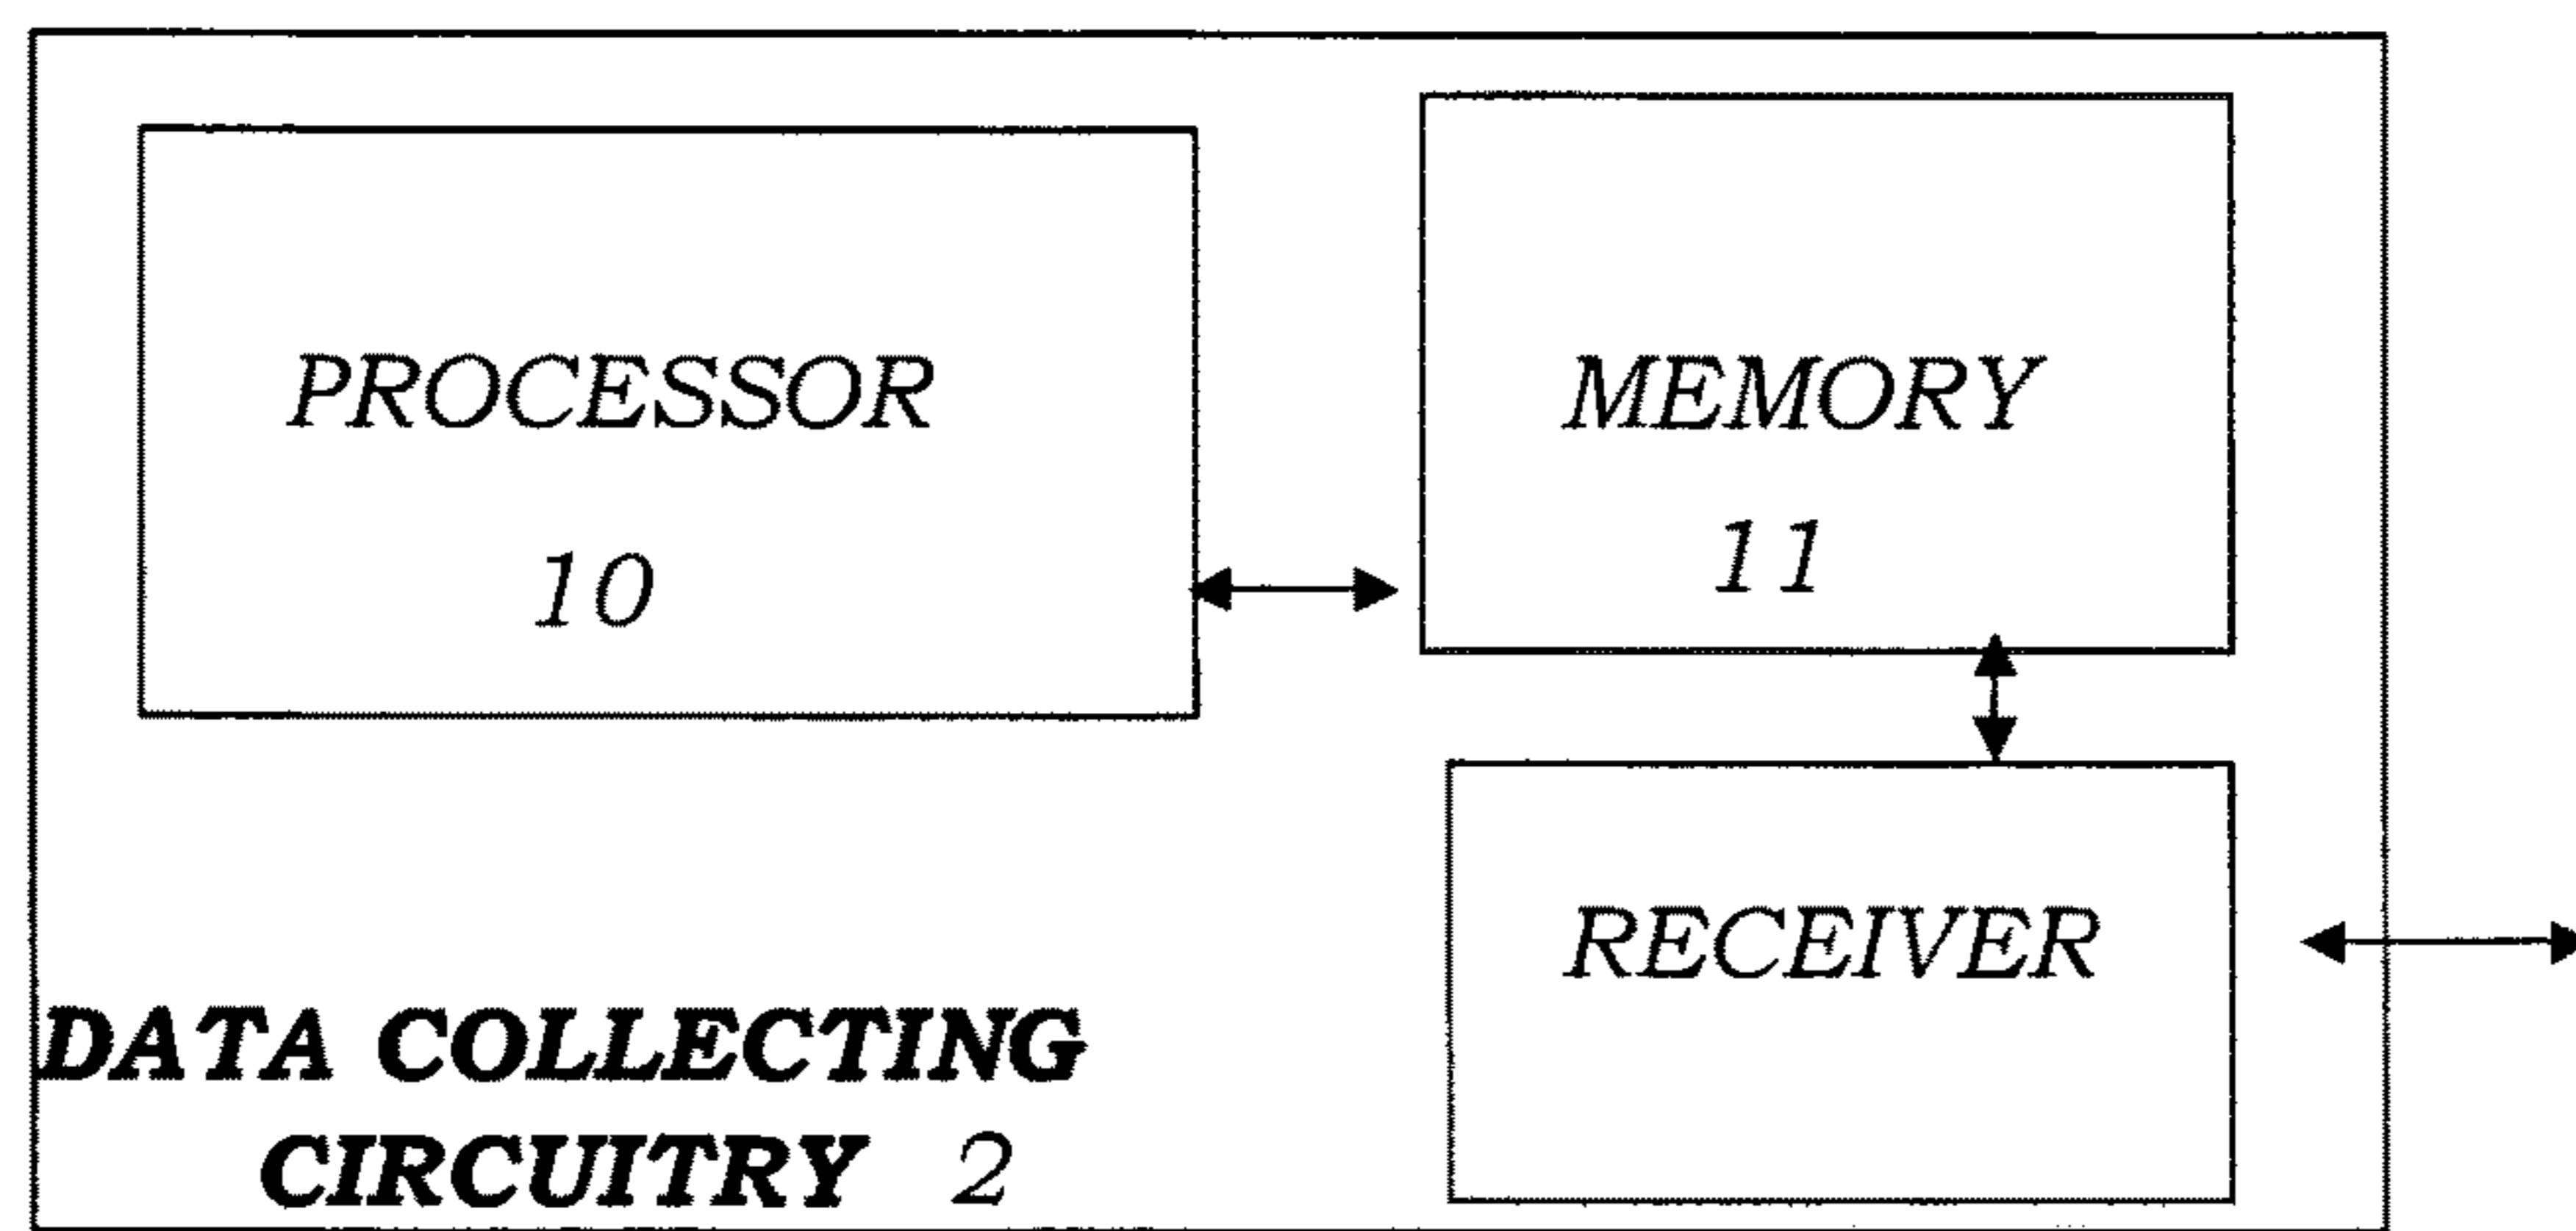 PROCESSOR
10
MEMORY
11
RECEIVER
DATA COLLECTING
CIRCUITRY 2